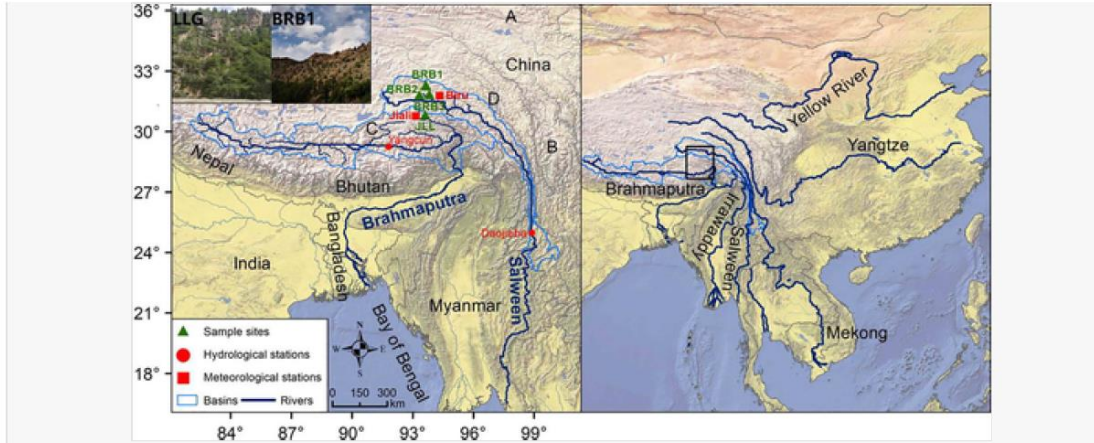 36°
33°
30°
27°
24°
21°
18°
LLG
BRB1
A
China
BRB1
BRB2
Biru
D
BRB3
Jiali
JLL
C
Yangcun
B
Nepal
Bhutan
Brahmaputra
Bangladesh
India
Daojieba
Salween
Myanmar
Bay of Bengal
Sample sites
Hydrological stations
Meteorological stations
Basins
Rivers
N
W
E
S
0 150 300
km
84°
87°
90°
93°
96°
99°
Yellow River
Yangtze
Brahmaputra
Irrawaddy
Salween
Mekong